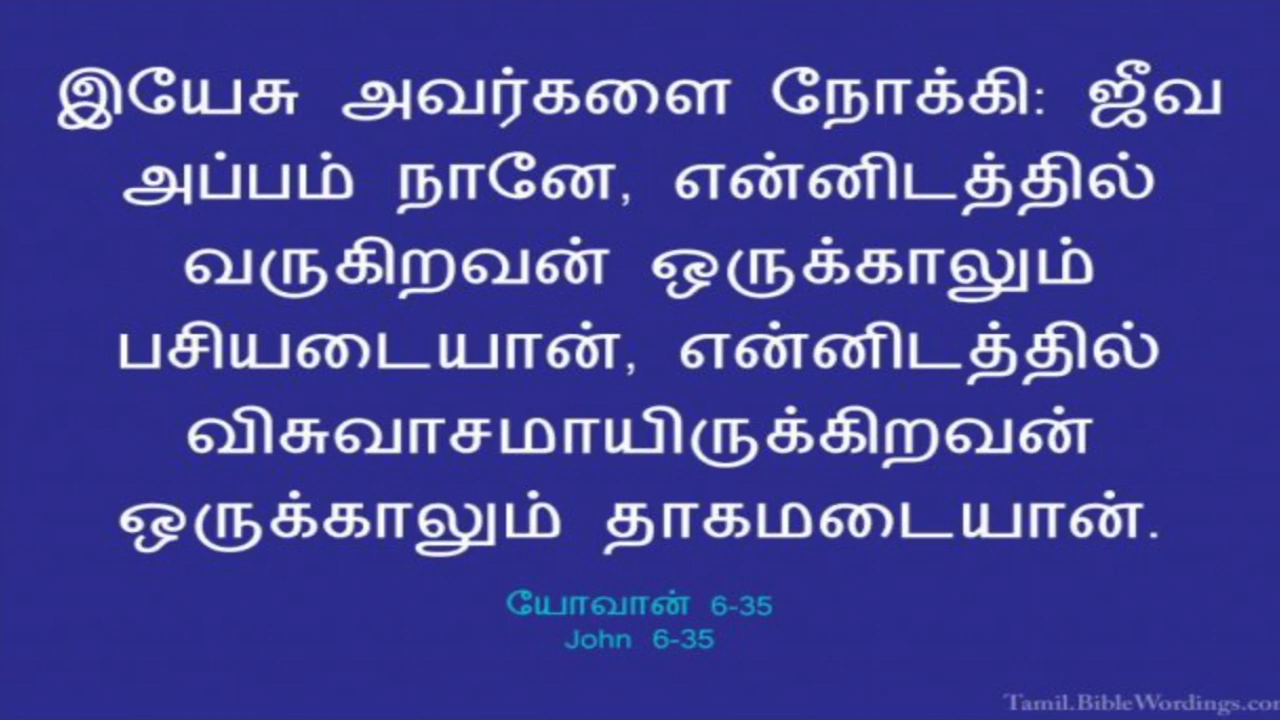 இயேசு அவர்களை நோக்கி: ஜீவ
அப்பம் நானே, என்னிடத்தில்
வருகிறவன் ஒருக்காலும்
பசியடையான், என்னிடத்தில்
விசுவாசமாயிருக்கிறவன்
ஒருக்காலும் தாகமடையான்.
யோவான் 6-35
John 6-35
Tamil.BibleWordings.com